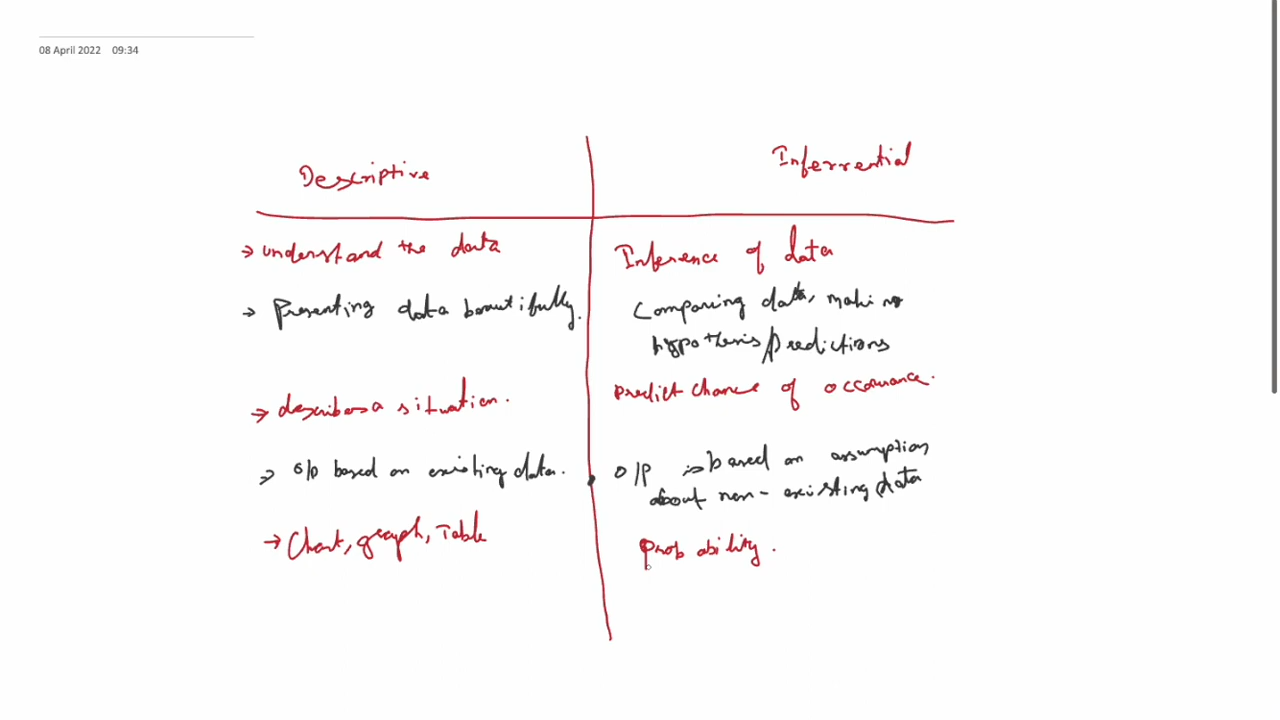 08 April 2022 09:34
Descriptive
Inferrential
→ understand the data
Inference of data
→ Presenting data beautifully.
Comparing data, making
hypothesis/predictions
→ describes a situation.
Predict chance of occurance.
→ O/P based on existing data.
O/P is based on assumption
about non-existing data
→ Chart, graph, Table
Probability.